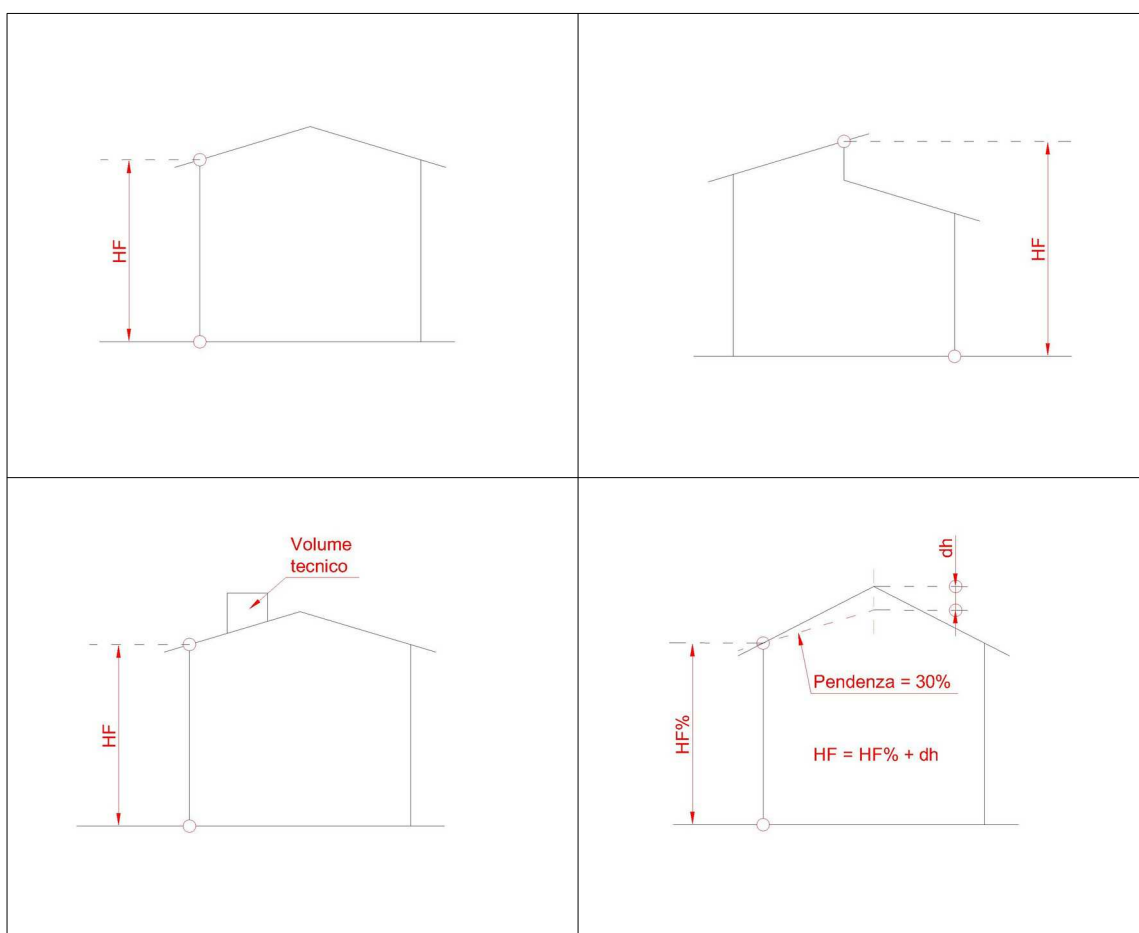 HF
HF
Volume
tecnico
HF
dh
Pendenza = 30%
HF%
HF = HF% + dh